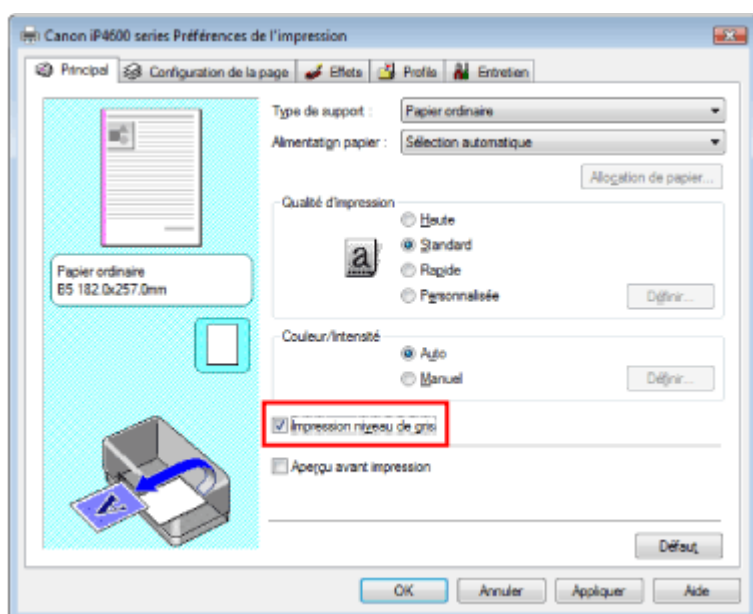 Canon iP4600 series Préférences de l'impression
Principal Configuration de la page Effets Profils Entretien
Type de support : Papier ordinaire
Alimentation papier : Sélection automatique
Allocation de papier...
Qualité d'impression
Haute
a Standard
Rapide
Personnalisée Définir...
Papier ordinaire
B5 182.0x257.0mm
Couleur/Intensité
Auto
Manuel Définir...
Impression niveau de gris
Aperçu avant impression
Défaut
OK Annuler Appliquer Aide